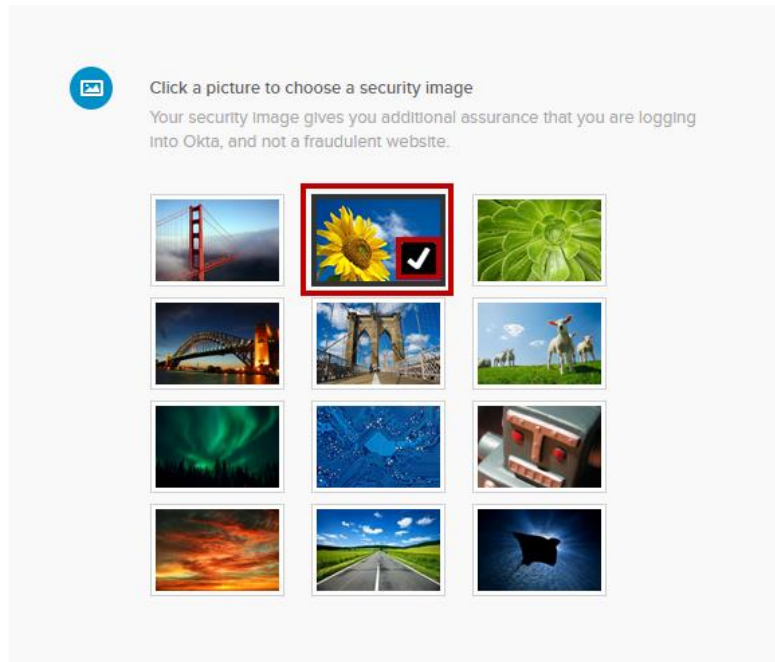 Click a picture to choose a security image
Your security image gives you additional assurance that you are logging
into Okta, and not a fraudulent website.